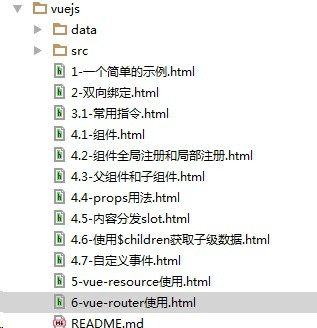 vuejs
data
src
1-一个简单的示例.html
2-双向绑定.html
3.1-常用指令.html
4.1-组件.html
4.2-组件全局注册和局部注册.html
4.3-父组件和子组件.html
4.4-props用法.html
4.5-内容分发slot.html
4.6-使用$children获取子级数据.html
4.7-自定义事件.html
5-vue-resource使用.html
6-vue-router使用.html
README.md